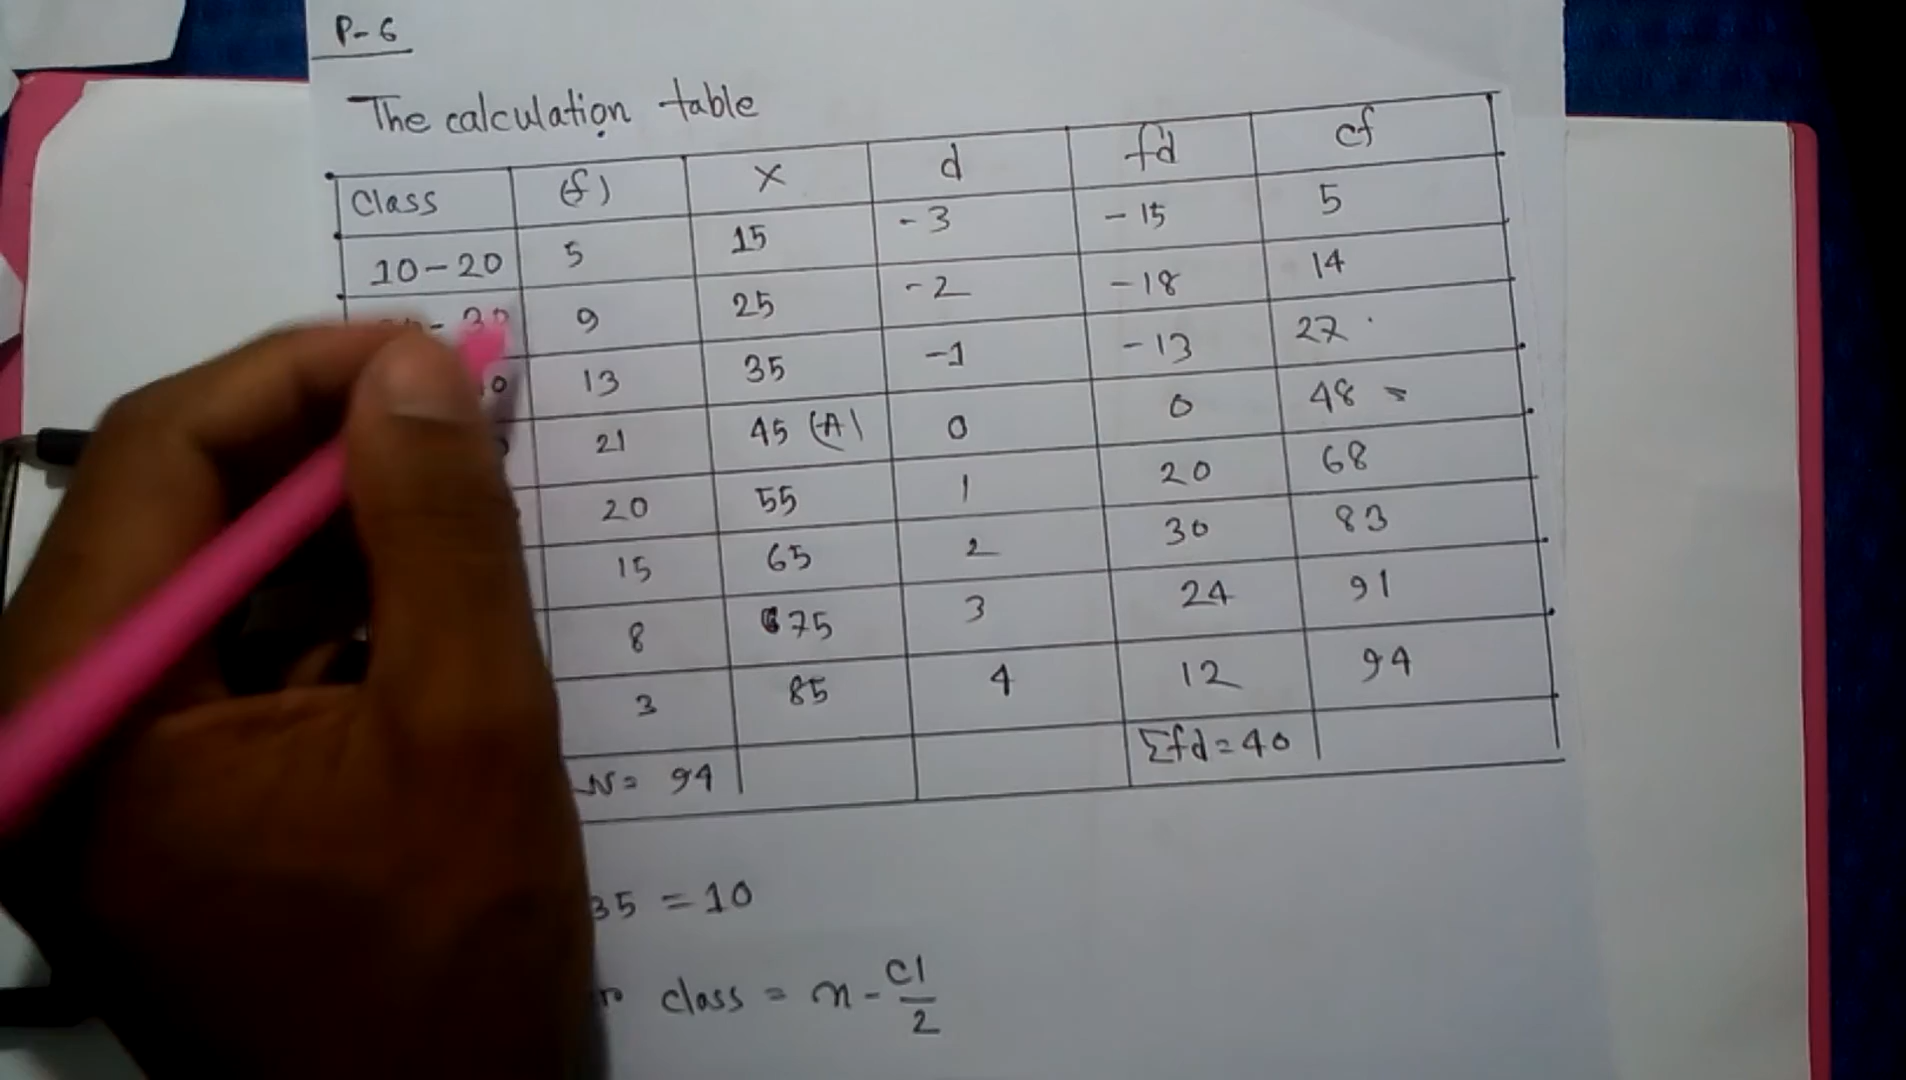 P-6
The calculation table
Class (f) x d fd cf
10-20 5 15 -3 -15 5
30 9 25 -2 -18 14
13 35 -1 -13 27
21 45 (A) 0 0 48
20 55 1 20 68
15 65 2 30 83
8 75 3 24 91
3 85 4 12 94
N= 94 Σfd=40
35 = 10
class = m - CI/2